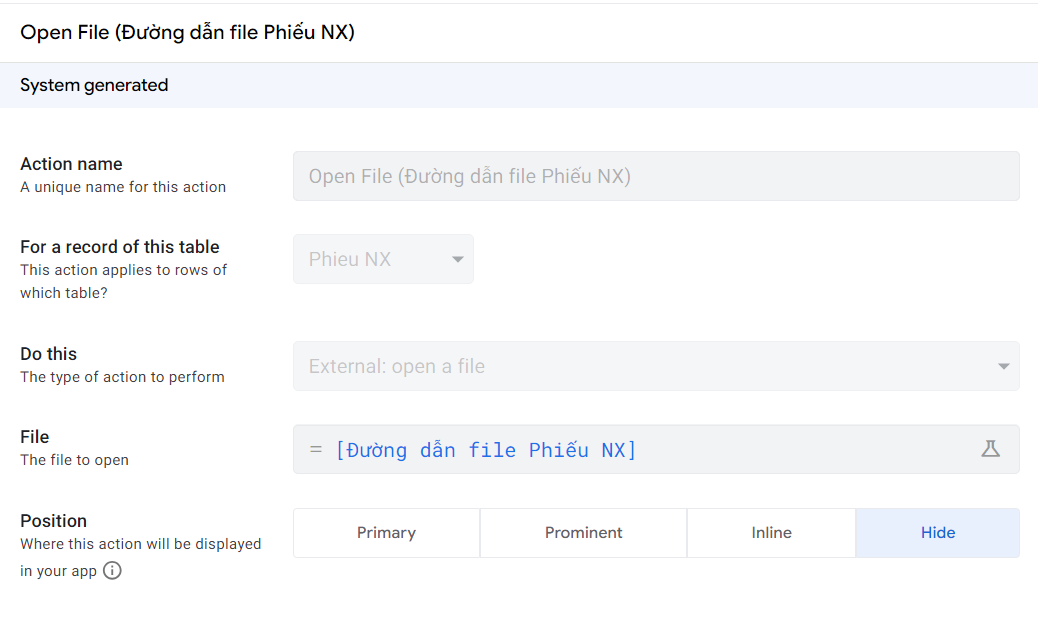 Open File (Đường dẫn file Phiếu NX)
System generated
Action name
A unique name for this action
Open File (Đường dẫn file Phiếu NX)
For a record of this table
This action applies to rows of
which table?
Phieu NX
Do this
The type of action to perform
External: open a file
File
The file to open
= [Đường dẫn file Phiếu NX]
Position
Where this action will be displayed
in your app
Primary
Prominent
Inline
Hide